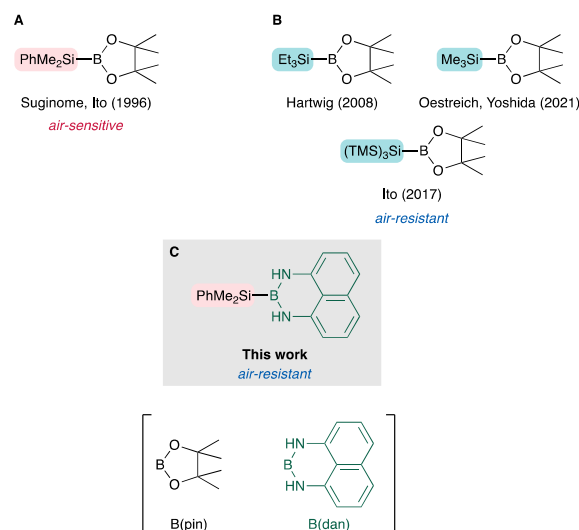 A
PhMe2Si
B
O
O
Suginome, Ito (1996)
air-sensitive
B
Et3Si
B
O
O
Hartwig (2008)
Me3Si
B
O
O
Oestreich, Yoshida (2021)
(TMS)3Si
B
O
O
Ito (2017)
air-resistant
C
PhMe2Si
B
HN
HN
This work
air-resistant
B
O
O
B(pin)
HN
B
HN
B(dan)